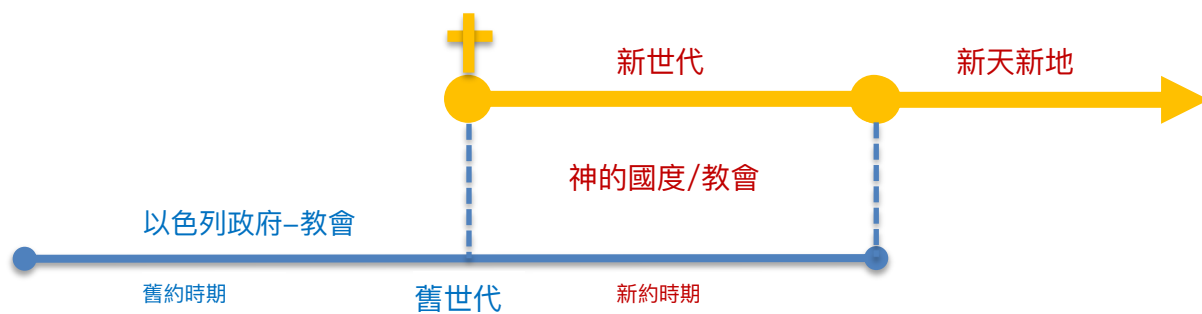 新世代
新天新地
神的國度/教會
以色列政府–教會
舊約時期
舊世代
新約時期